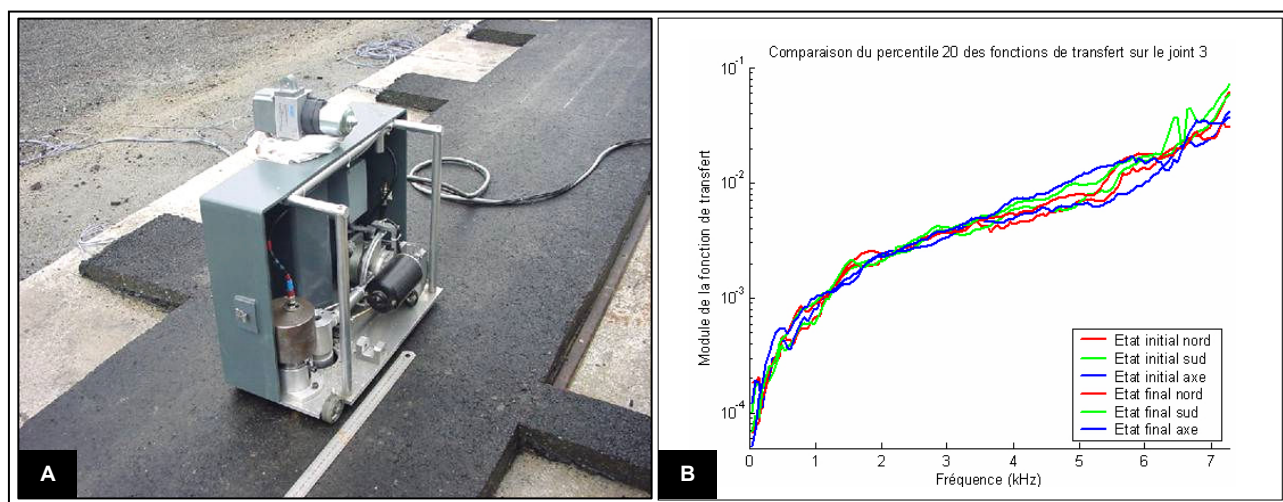 A
Comparaison du percentile 20 des fonctions de transfert sur le joint 3
Module de la fonction de transfert
10-1
10-2
10-3
10-4
Etat initial nord
Etat initial sud
Etat initial axe
Etat final nord
Etat final sud
Etat final axe
0 1 2 3 4 5 6 7
Fréquence (kHz)
B